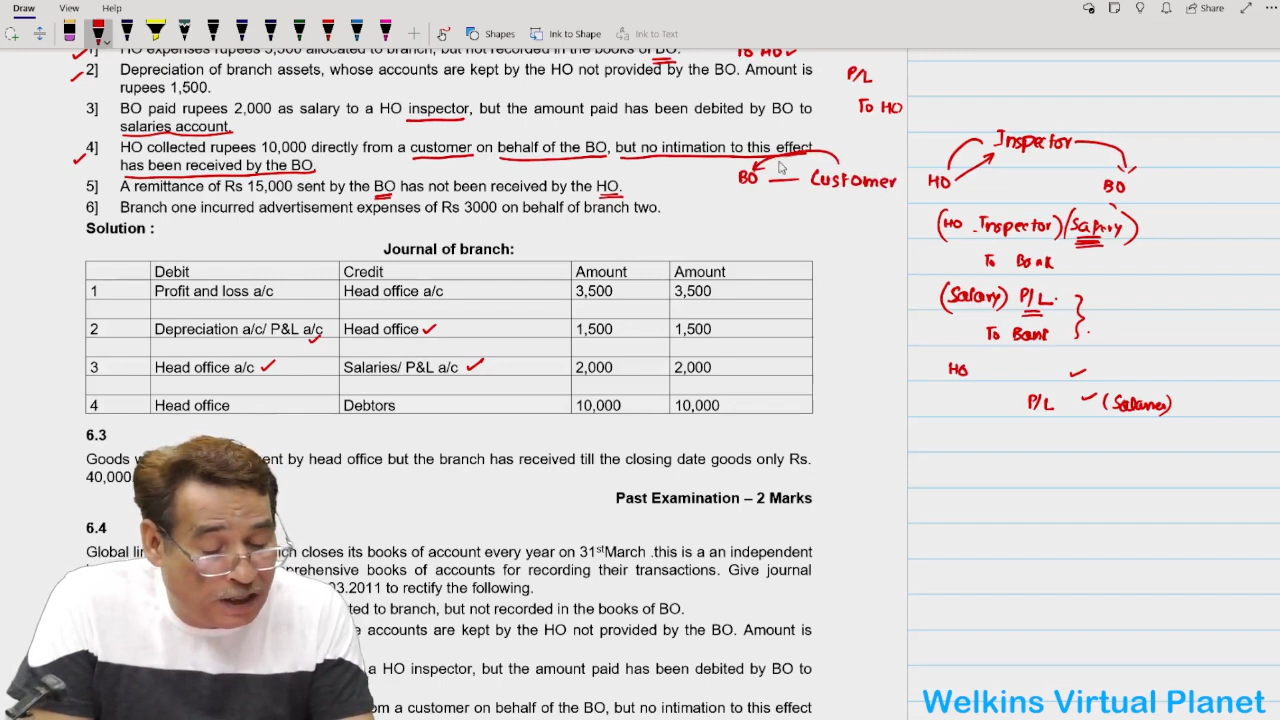 Draw View Help
Shapes Ink to Shape Ink to Text Share
1] HO expenses rupees 3,500 allocated to branch, but not recorded in the books of BO. To HO
2] Depreciation of branch assets, whose accounts are kept by the HO not provided by the BO. Amount is
rupees 1,500.
P/L
To HO
3] BO paid rupees 2,000 as salary to a HO inspector, but the amount paid has been debited by BO to
salaries account.
4] HO collected rupees 10,000 directly from a customer on behalf of the BO, but no intimation to this effect
has been received by the BO.
BO Customer
5] A remittance of Rs 15,000 sent by the BO has not been received by the HO.
6] Branch one incurred advertisement expenses of Rs 3000 on behalf of branch two.
Solution :
Journal of branch:
Debit Credit Amount Amount
1 Profit and loss a/c Head office a/c 3,500 3,500
2 Depreciation a/c/ P&L a/c Head office 1,500 1,500
3 Head office a/c Salaries/ P&L a/c 2,000 2,000
4 Head office Debtors 10,000 10,000
6.3
Goods ent by head office but the branch has received till the closing date goods only Rs.
40,000
Past Examination – 2 Marks
6.4
Global li ich closes its books of account every year on 31stMarch .this is a an independent
prehensive books of accounts for recording their transactions. Give journal
03.2011 to rectify the following.
ted to branch, but not recorded in the books of BO.
e accounts are kept by the HO not provided by the BO. Amount is
a HO inspector, but the amount paid has been debited by BO to
om a customer on behalf of the BO, but no intimation to this effect
Inspector
HO BO
(HO Inspector)/(Salary)
To Bank
(Salary) P/L.
To Bank
HO
P/L (Salaries)
Welkins Virtual Planet